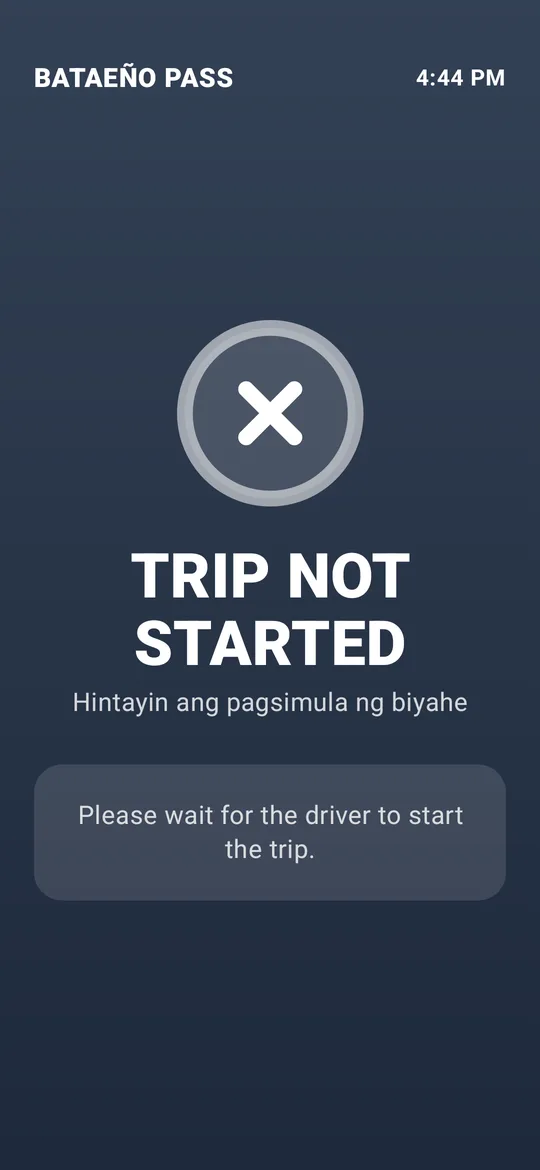 BATAEÑO PASS
4:44 PM
TRIP NOT
STARTED
Hintayin ang pagsimula ng biyahe
Please wait for the driver to start
the trip.